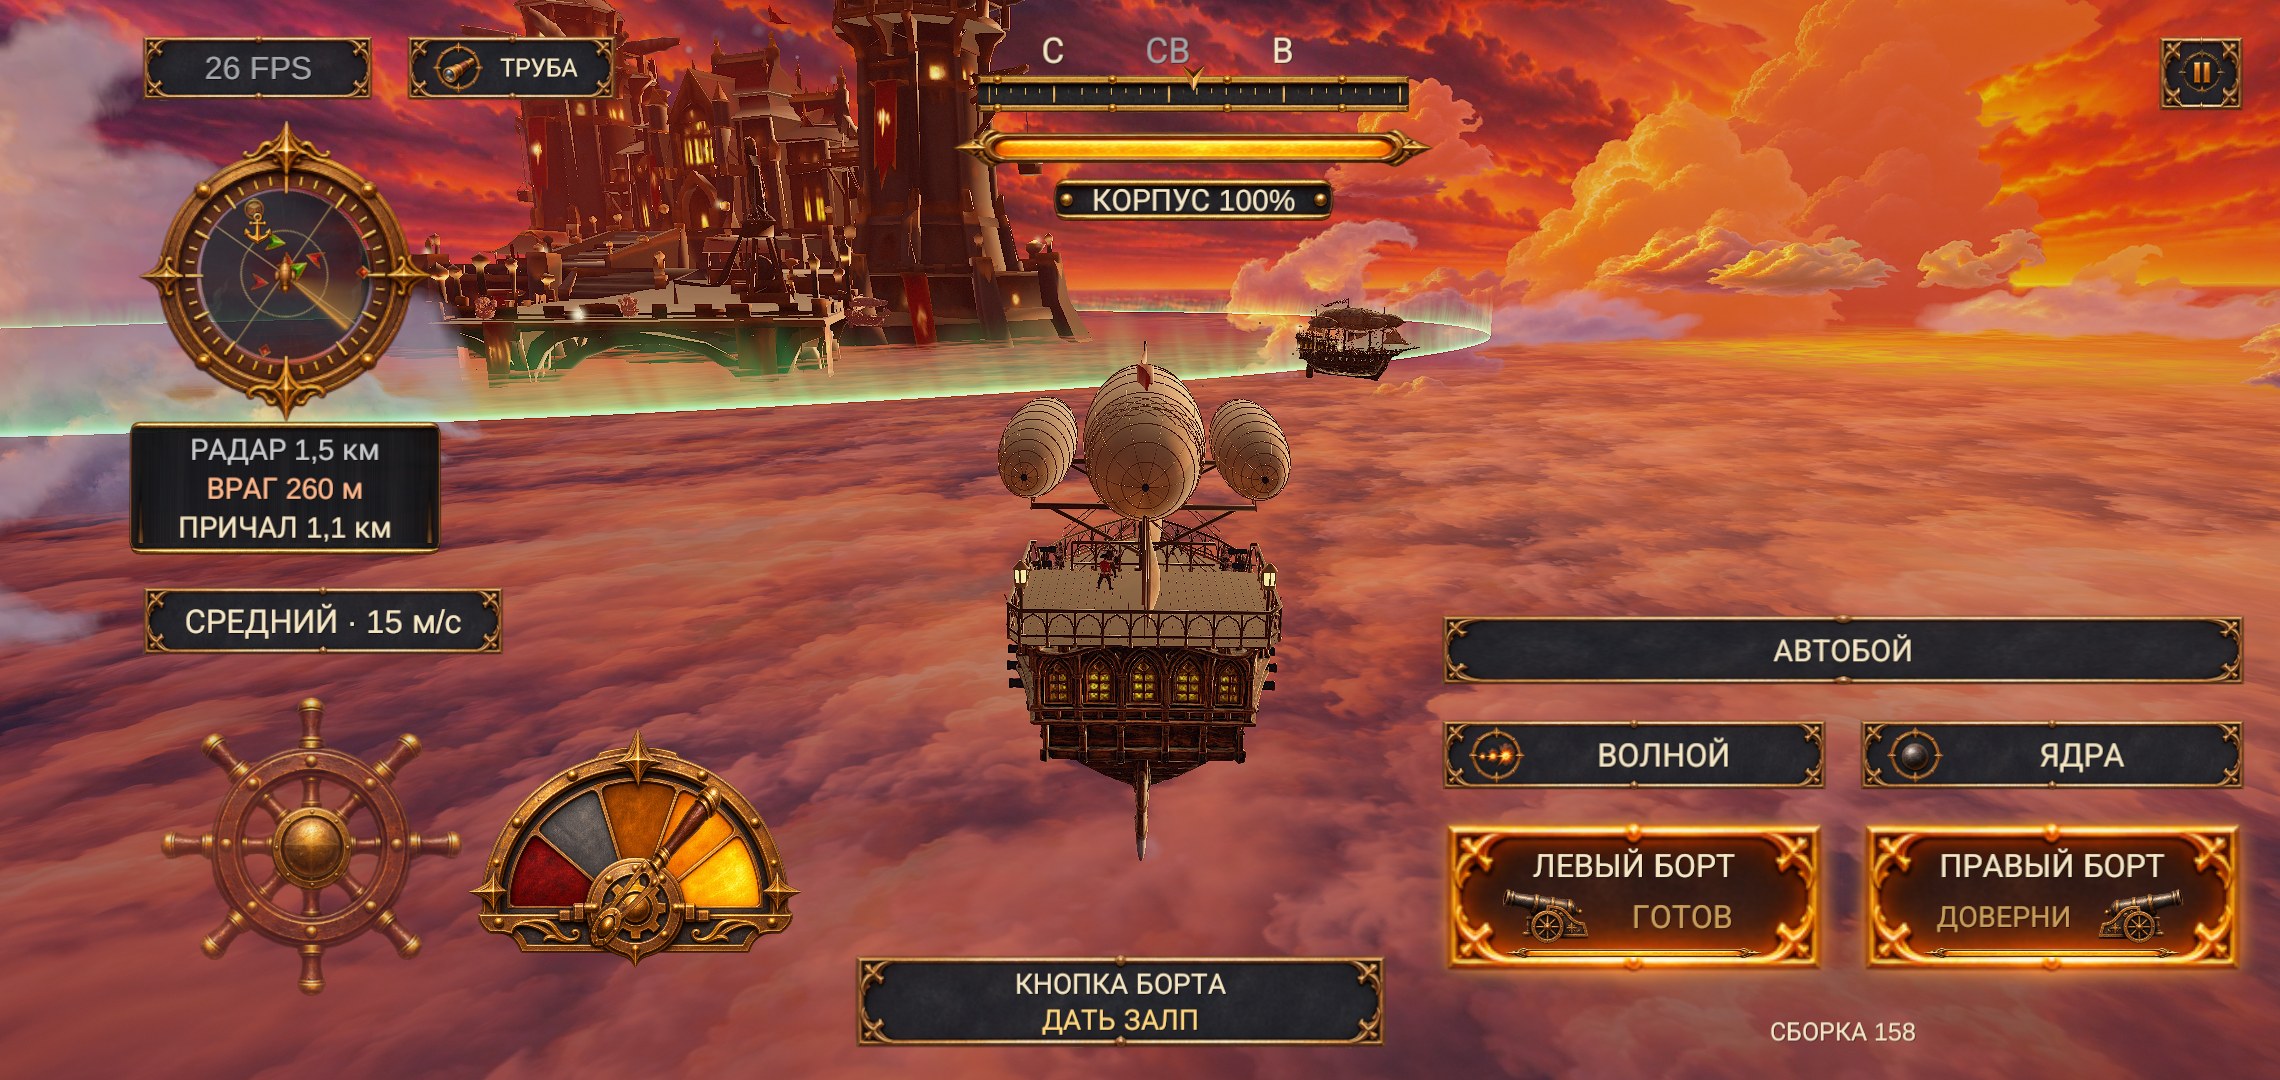 26 FPS
ТРУБА
С СВ В
КОРПУС 100%
РАДАР 1,5 км
ВРАГ 260 м
ПРИЧАЛ 1,1 км
СРЕДНИЙ · 15 м/с
АВТОБОЙ
ВОЛНОЙ
ЯДРА
ЛЕВЫЙ БОРТ
ГОТОВ
ПРАВЫЙ БОРТ
ДОВЕРНИ
КНОПКА БОРТА
ДАТЬ ЗАЛП
СБОРКА 158